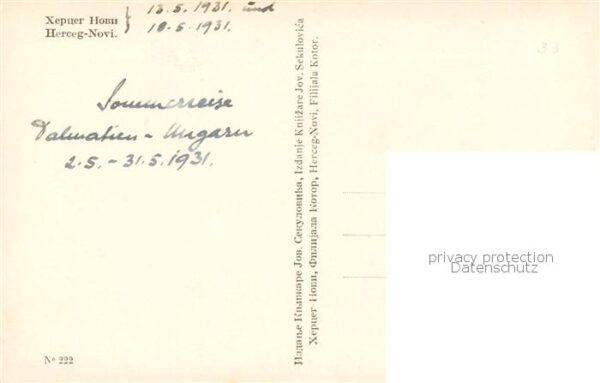 Херцег Нови
Herceg-Novi.
13.5.1931. und
18.5.1931.
Sommerreise
Dalmatien - Ungarn
2.5. - 31.5.1931.
№ 222
Издање Књижаре Јов. Секуловића, Izdanje Knjižare Jov. Sekulovića
Херцег Нови, Филијала Котор, Herceg-Novi, Filijala Kotor.
33
privacy protection
Datenschutz